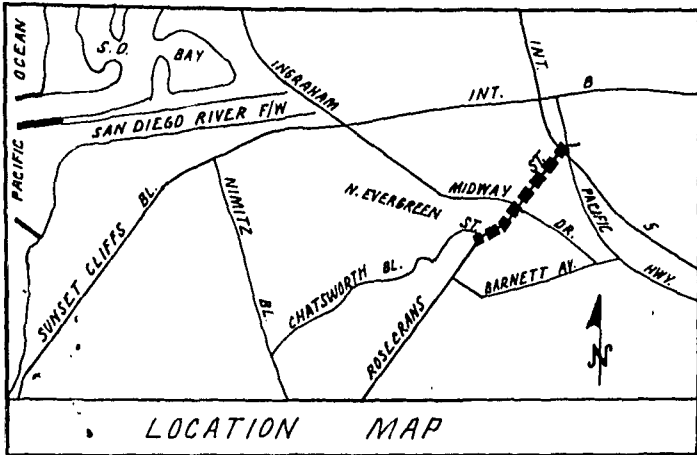 PACIFIC OCEAN
S. D. BAY
SAN DIEGO RIVER F/W
INGRAHAM
INT. 8
INT. 5
SUNSET CLIFFS BL.
NIMITZ BL.
N. EVERGREEN ST.
MIDWAY DR.
ST.
PACIFIC HWY.
CHATSWORTH BL.
ROSECRANS
BARNETT AV.
N
LOCATION MAP